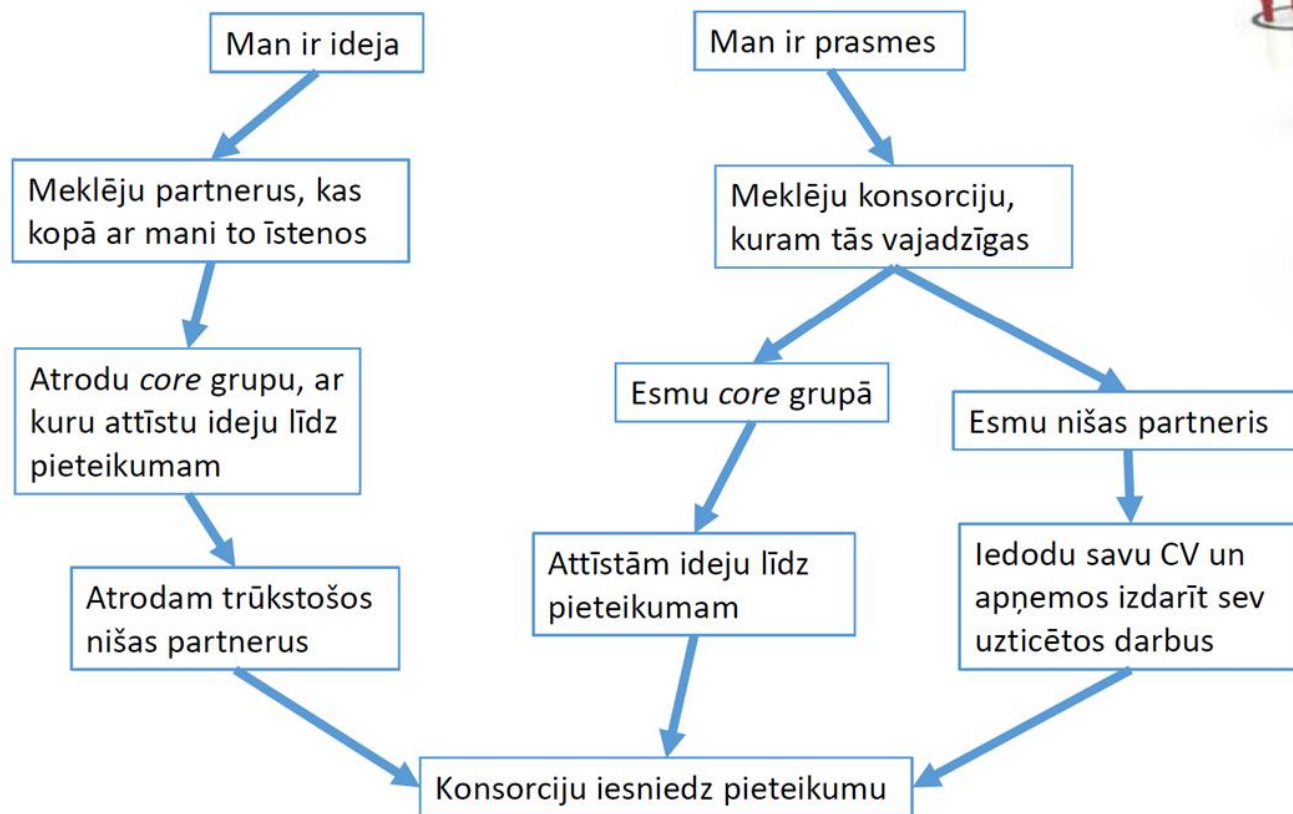 Man ir ideja
Man ir prasmes
Meklēju partnerus, kas
kopā ar mani to īstenos
Meklēju konsorciju,
kuram tās vajadzīgas
Atrodu core grupu, ar
kuru attīstu ideju līdz
pieteikumam
Esmu core grupā
Esmu nišas partneris
Atrodam trūkstošos
nišas partnerus
Attīstām ideju līdz
pieteikumam
Iedodu savu CV un
apņemos izdarīt sev
uzticētos darbus
Konsorciju iesniedz pieteikumu